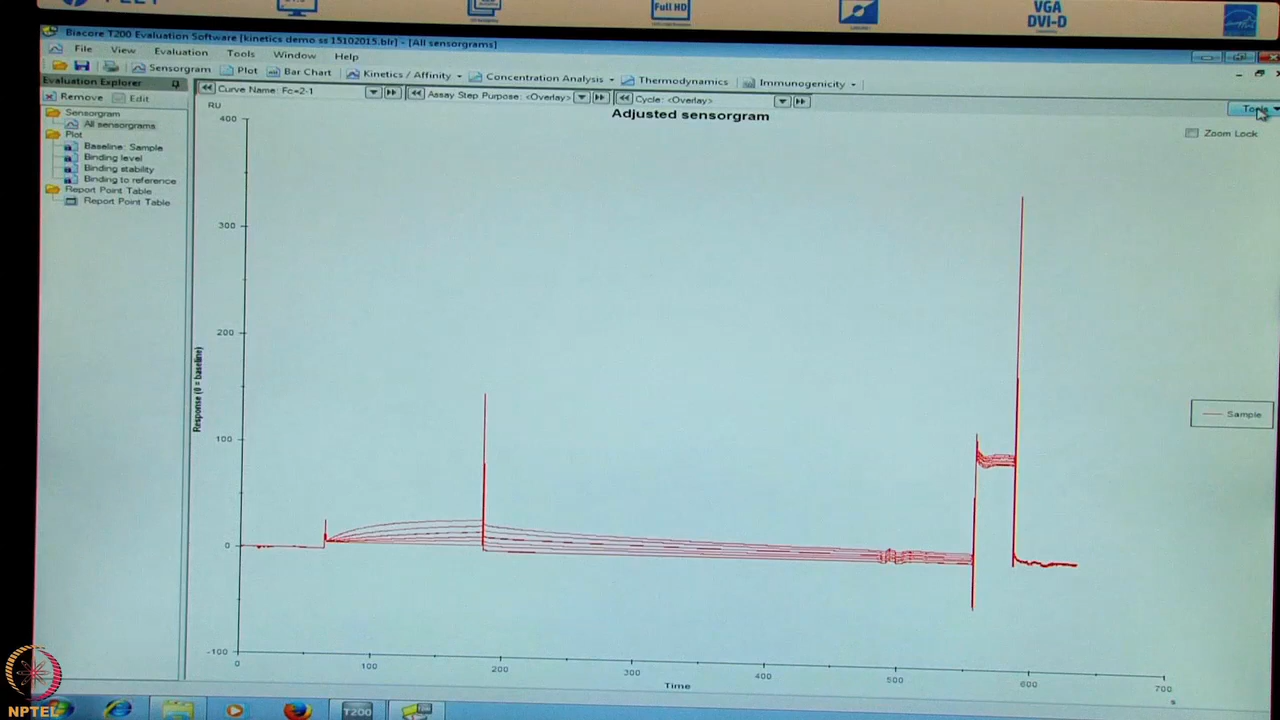 Full HD
VGA
DVI-D
Biacore T200 Evaluation Software [kinetics demo ss 15102015.blr] - [All sensorgrams]
File View Evaluation Tools Window Help
Sensorgram Plot Bar Chart Kinetics / Affinity Concentration Analysis Thermodynamics Immunogenicity
Evaluation Explorer
Remove Edit
Curve Name: Fc=2-1
Assay Step Purpose: <Overlay>
Cycle: <Overlay>
Tools
Sensorgram
All sensorgrams
Plot
Baseline: Sample
Binding level
Binding stability
Binding to reference
Report Point Table
Report Point Table
RU
Adjusted sensorgram
Zoom Lock
400
300
200
100
0
-100
Response (0 = baseline)
0 100 200 300 400 500 600 700
Time
s
Sample
T200
NPTEL